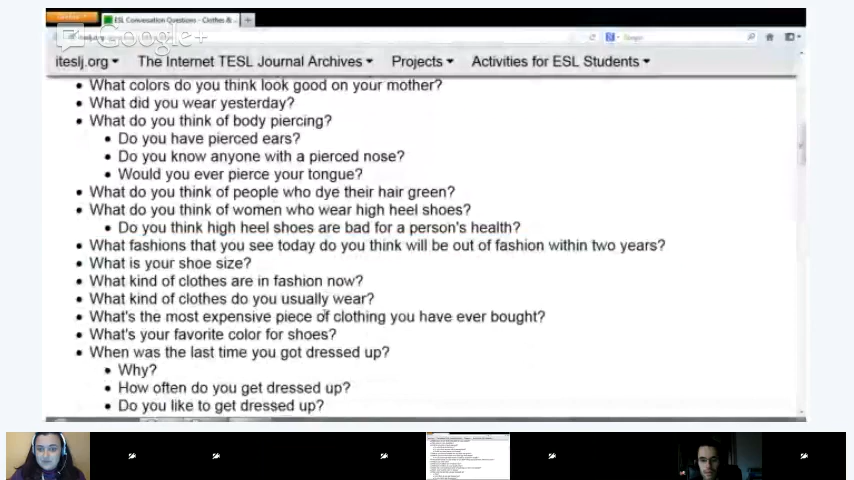 ESL Conversation Questions - Clothes & ...
Google+
iteslj.org
The Internet TESL Journal Archives
Projects
Activities for ESL Students
What colors do you think look good on your mother?
What did you wear yesterday?
What do you think of body piercing?
Do you have pierced ears?
Do you know anyone with a pierced nose?
Would you ever pierce your tongue?
What do you think of people who dye their hair green?
What do you think of women who wear high heel shoes?
Do you think high heel shoes are bad for a person's health?
What fashions that you see today do you think will be out of fashion within two years?
What is your shoe size?
What kind of clothes are in fashion now?
What kind of clothes do you usually wear?
What's the most expensive piece of clothing you have ever bought?
What's your favorite color for shoes?
When was the last time you got dressed up?
Why?
How often do you get dressed up?
Do you like to get dressed up?